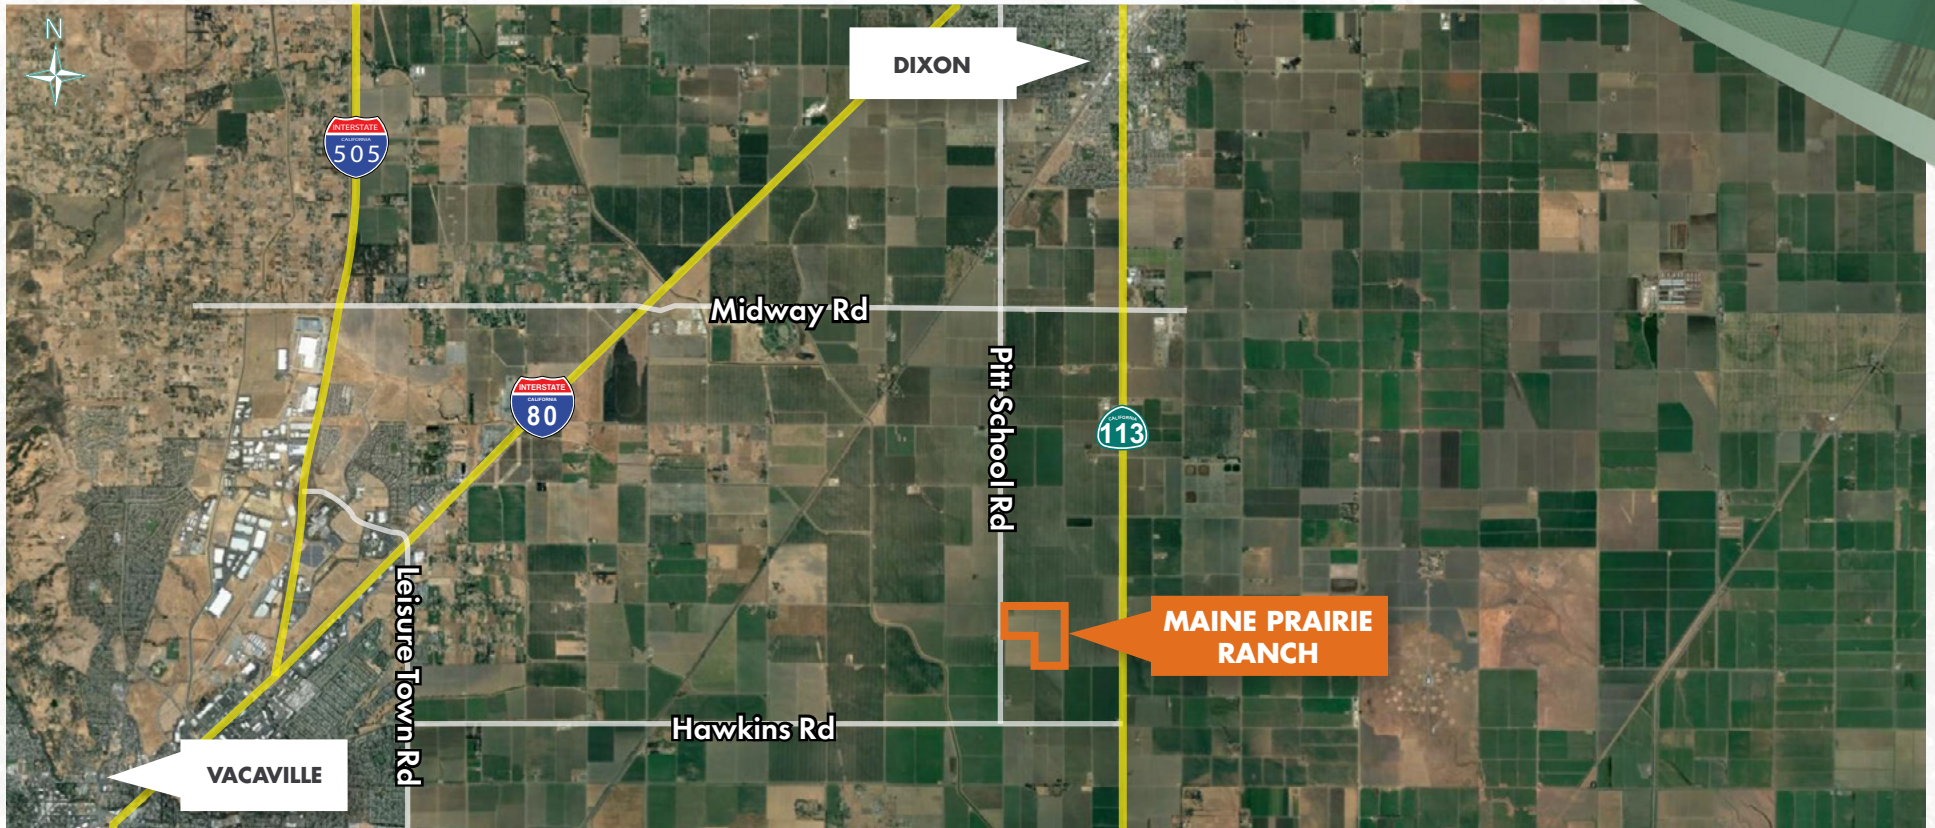 N
DIXON
INTERSTATE
CALIFORNIA
505
Midway Rd
Pitt School Rd
INTERSTATE
CALIFORNIA
80
CALIFORNIA
113
Leisure Town Rd
MAINE PRAIRIE
RANCH
Hawkins Rd
VACAVILLE